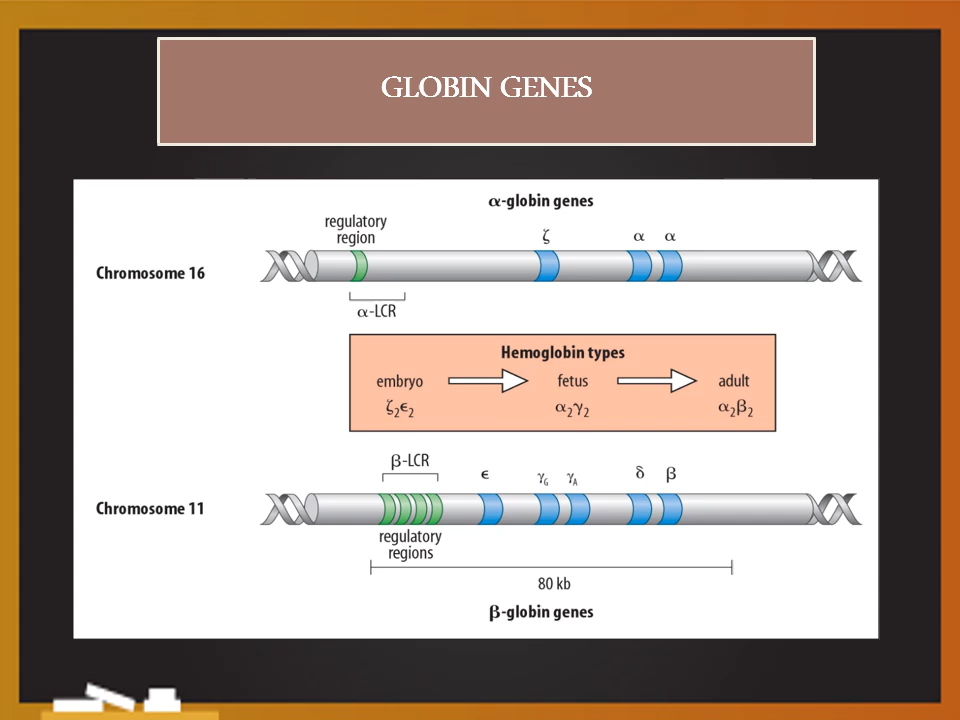 GLOBIN GENES
α-globin genes
regulatory
region
ζ α α
Chromosome 16
α-LCR
Hemoglobin types
embryo fetus adult
ζ₂ϵ₂ α₂γ₂ α₂β₂
β-LCR
ϵ γG γA δ β
Chromosome 11
regulatory
regions
80 kb
β-globin genes